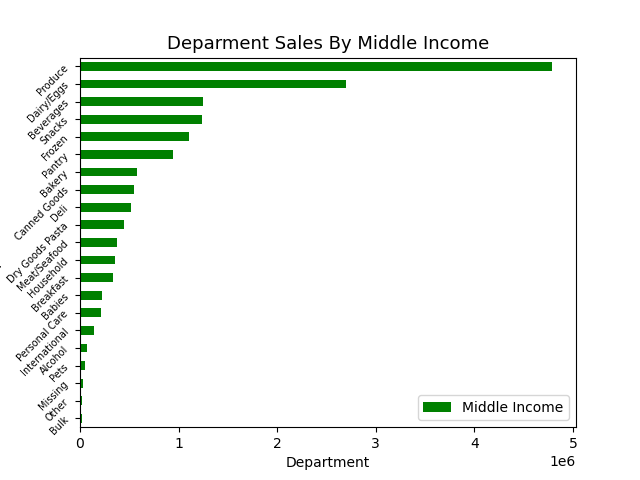 Deparment Sales By Middle Income
Produce
Dairy/Eggs
Beverages
Snacks
Frozen
Pantry
Bakery
Canned Goods
Deli
Dry Goods Pasta
Meat/Seafood
Household
Breakfast
Babies
Personal Care
International
Alcohol
Pets
Missing
Other
Bulk
Middle Income
0 1 2 3 4 5
1e6
Department